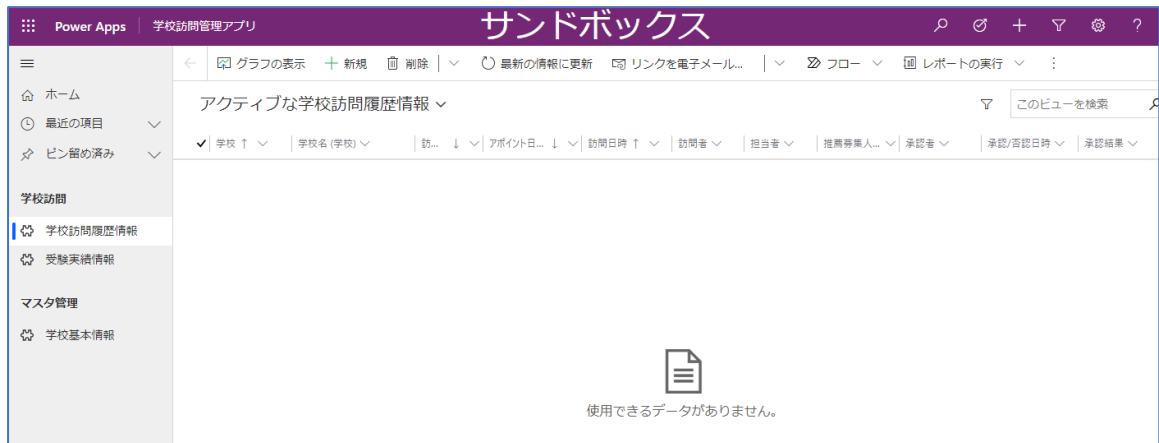 Power Apps 学校訪問管理アプリ サンドボックス ?
← グラフの表示 + 新規 削除 最新の情報に更新 リンクを電子メール... フロー レポートの実行
ホーム
アクティブな学校訪問履歴情報 このビューを検索
最近の項目
学校 ↑ 学校名 (学校) 訪... ↓ アポイント日... ↓ 訪問日時 ↑ 訪問者 担当者 推薦募集人... 承認者 承認/否認日時 承認結果
ピン留め済み
学校訪問
学校訪問履歴情報
受験実績情報
マスタ管理
学校基本情報
使用できるデータがありません。